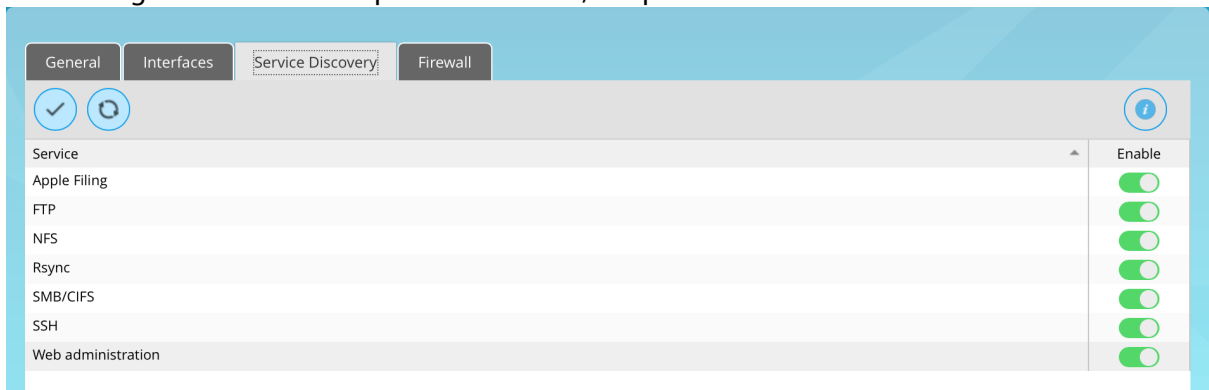 General Interfaces Service Discovery Firewall
Service Enable
Apple Filing
FTP
NFS
Rsync
SMB/CIFS
SSH
Web administration